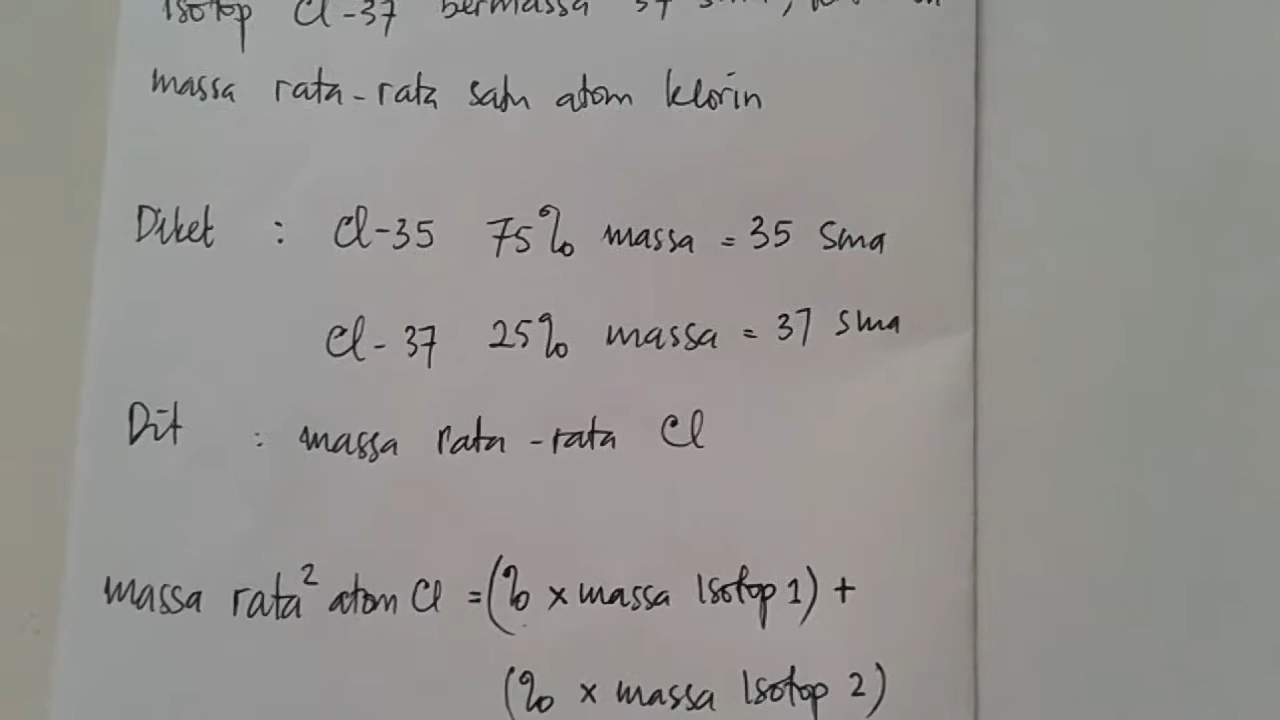 Isotop Cl-37 bermassa 37 sma,
massa rata-rata satu atom klorin
Diket : Cl-35 75% massa = 35 Sma
Cl-37 25% massa = 37 sma
Dit : massa rata-rata Cl
massa rata² atom Cl = (% x massa Isotop 1) +
(% x massa Isotop 2)